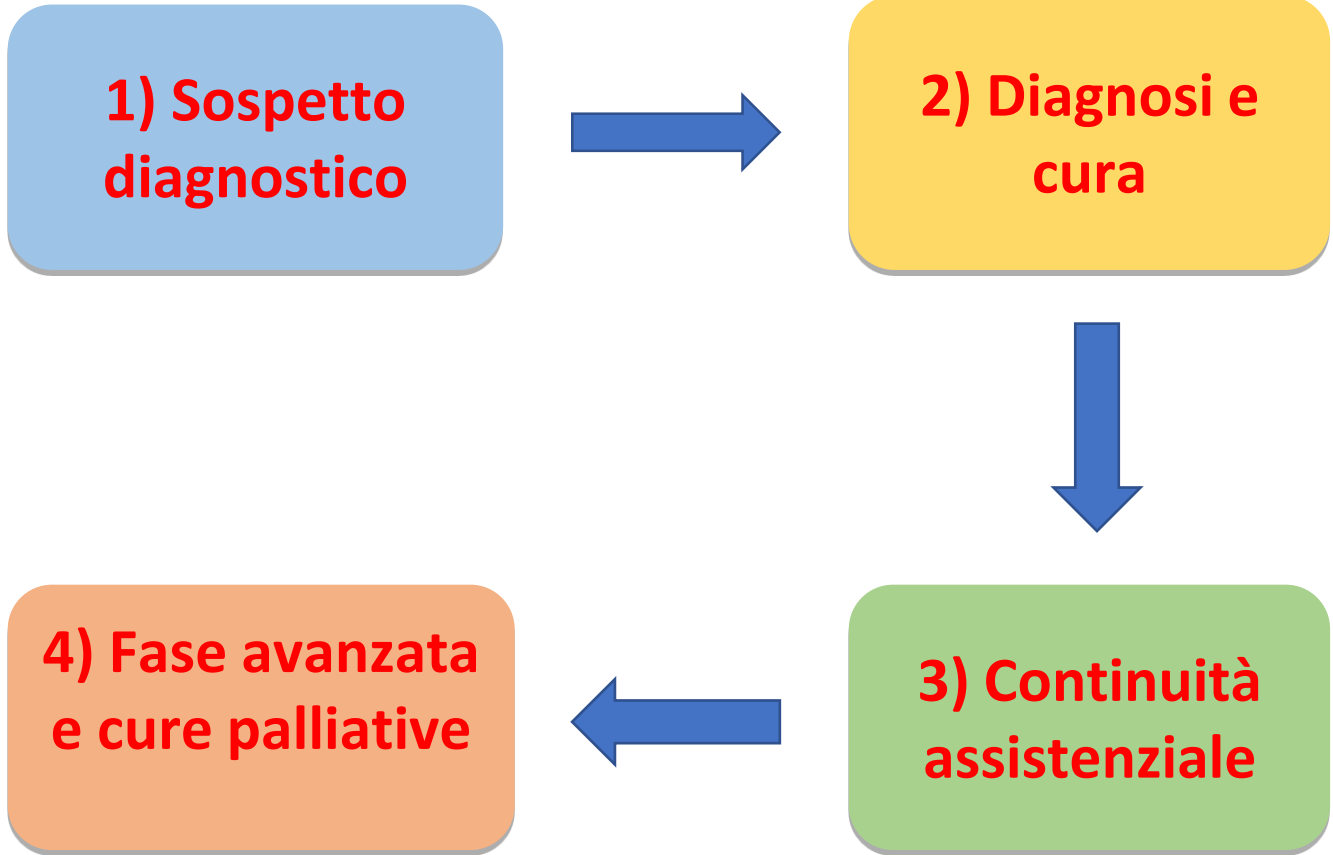 1) Sospetto
diagnostico
2) Diagnosi e
cura
3) Continuità
assistenziale
4) Fase avanzata
e cure palliative